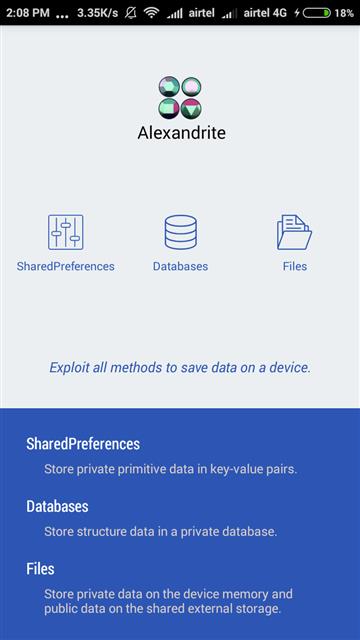 2:08 PM ... 3.35K/s airtel airtel 4G 18%
Alexandrite
SharedPreferences Databases Files
Exploit all methods to save data on a device.
SharedPreferences
Store private primitive data in key-value pairs.
Databases
Store structure data in a private database.
Files
Store private data on the device memory and
public data on the shared external storage.